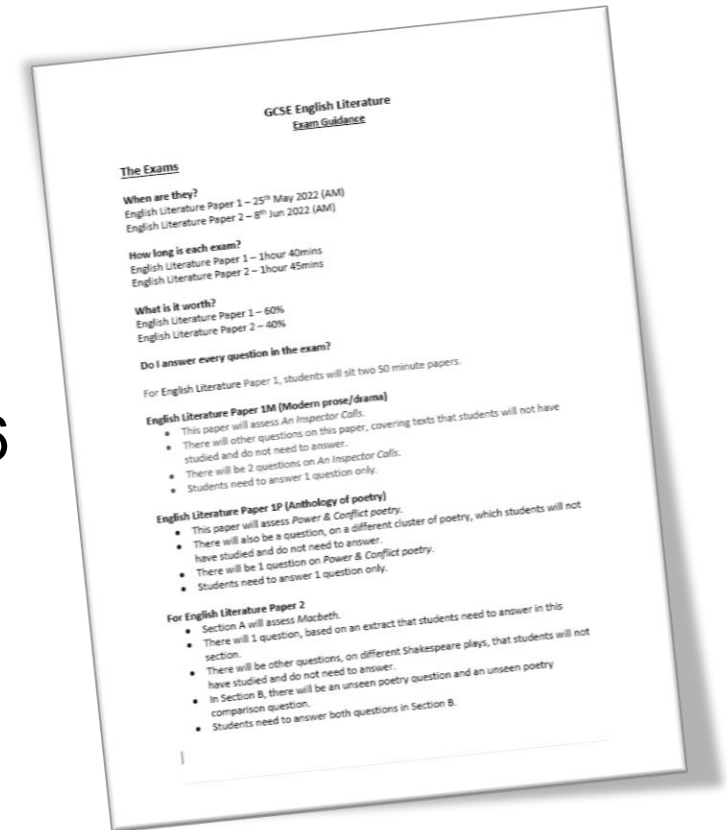 6
GCSE English Literature
Exam Guidance
The Exams
When are they?
English Literature Paper 1 – 25th May 2022 (AM)
English Literature Paper 2 – 8th Jun 2022 (AM)
How long is each exam?
English Literature Paper 1 – 1hour 40mins
English Literature Paper 2 – 1hour 45mins
What is it worth?
English Literature Paper 1 – 60%
English Literature Paper 2 – 40%
Do I answer every question in the exam?
For English Literature Paper 1, students will sit two 50 minute papers.
English Literature Paper 1M (Modern prose/drama)
• This paper will assess An Inspector Calls.
• There will other questions on this paper, covering texts that students will not have
studied and do not need to answer.
• There will be 2 questions on An Inspector Calls.
• Students need to answer 1 question only.
English Literature Paper 1P (Anthology of poetry)
• This paper will assess Power & Conflict poetry.
• There will also be a question, on a different cluster of poetry, which students will not
have studied and do not need to answer.
• There will be 1 question on Power & Conflict poetry.
• Students need to answer 1 question only.
For English Literature Paper 2
• Section A will assess Macbeth.
• There will 1 question, based on an extract that students need to answer in this
section.
• There will be other questions, on different Shakespeare plays, that students will not
have studied and do not need to answer.
• In Section B, there will be an unseen poetry question and an unseen poetry
comparison question.
• Students need to answer both questions in Section B.